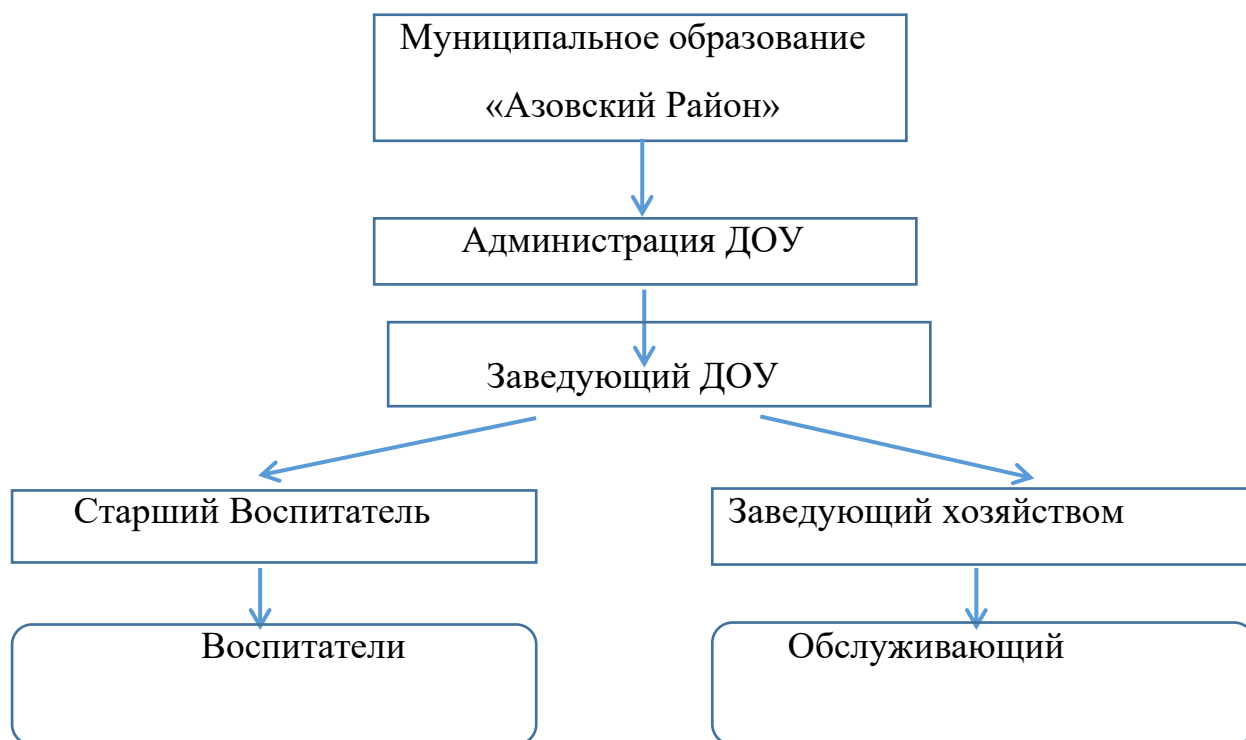 Муниципальное образование
«Азовский Район»
Администрация ДОУ
Заведующий ДОУ
Старший Воспитатель
Заведующий хозяйством
Воспитатели
Обслуживающий